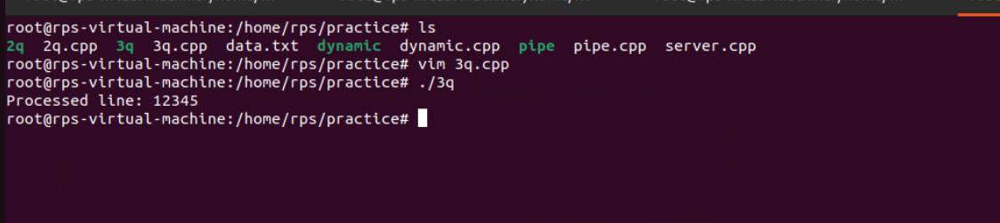 root@rps-virtual-machine:/home/rps/practice# ls
2q  2q.cpp  3q  3q.cpp  data.txt  dynamic  dynamic.cpp  pipe  pipe.cpp  server.cpp
root@rps-virtual-machine:/home/rps/practice# vim 3q.cpp
root@rps-virtual-machine:/home/rps/practice# ./3q
Processed line: 12345
root@rps-virtual-machine:/home/rps/practice#